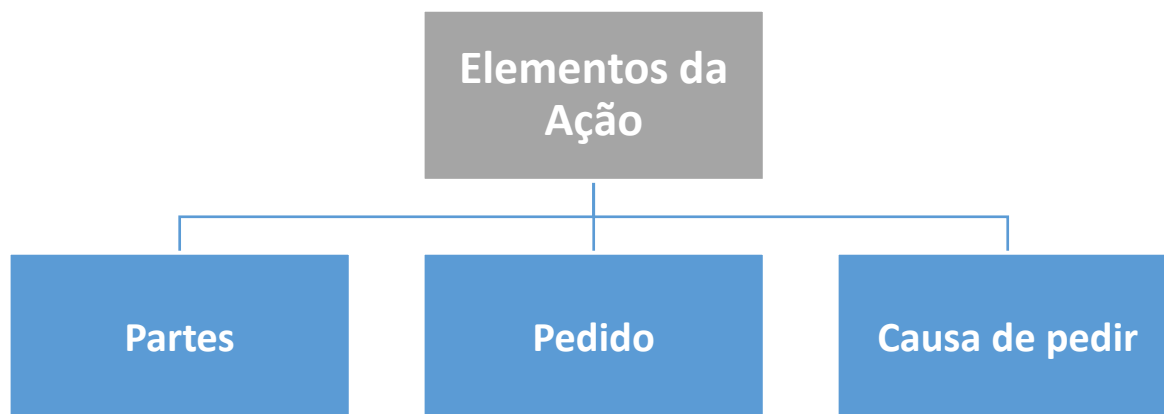 Elementos da
Ação
Partes
Pedido
Causa de pedir